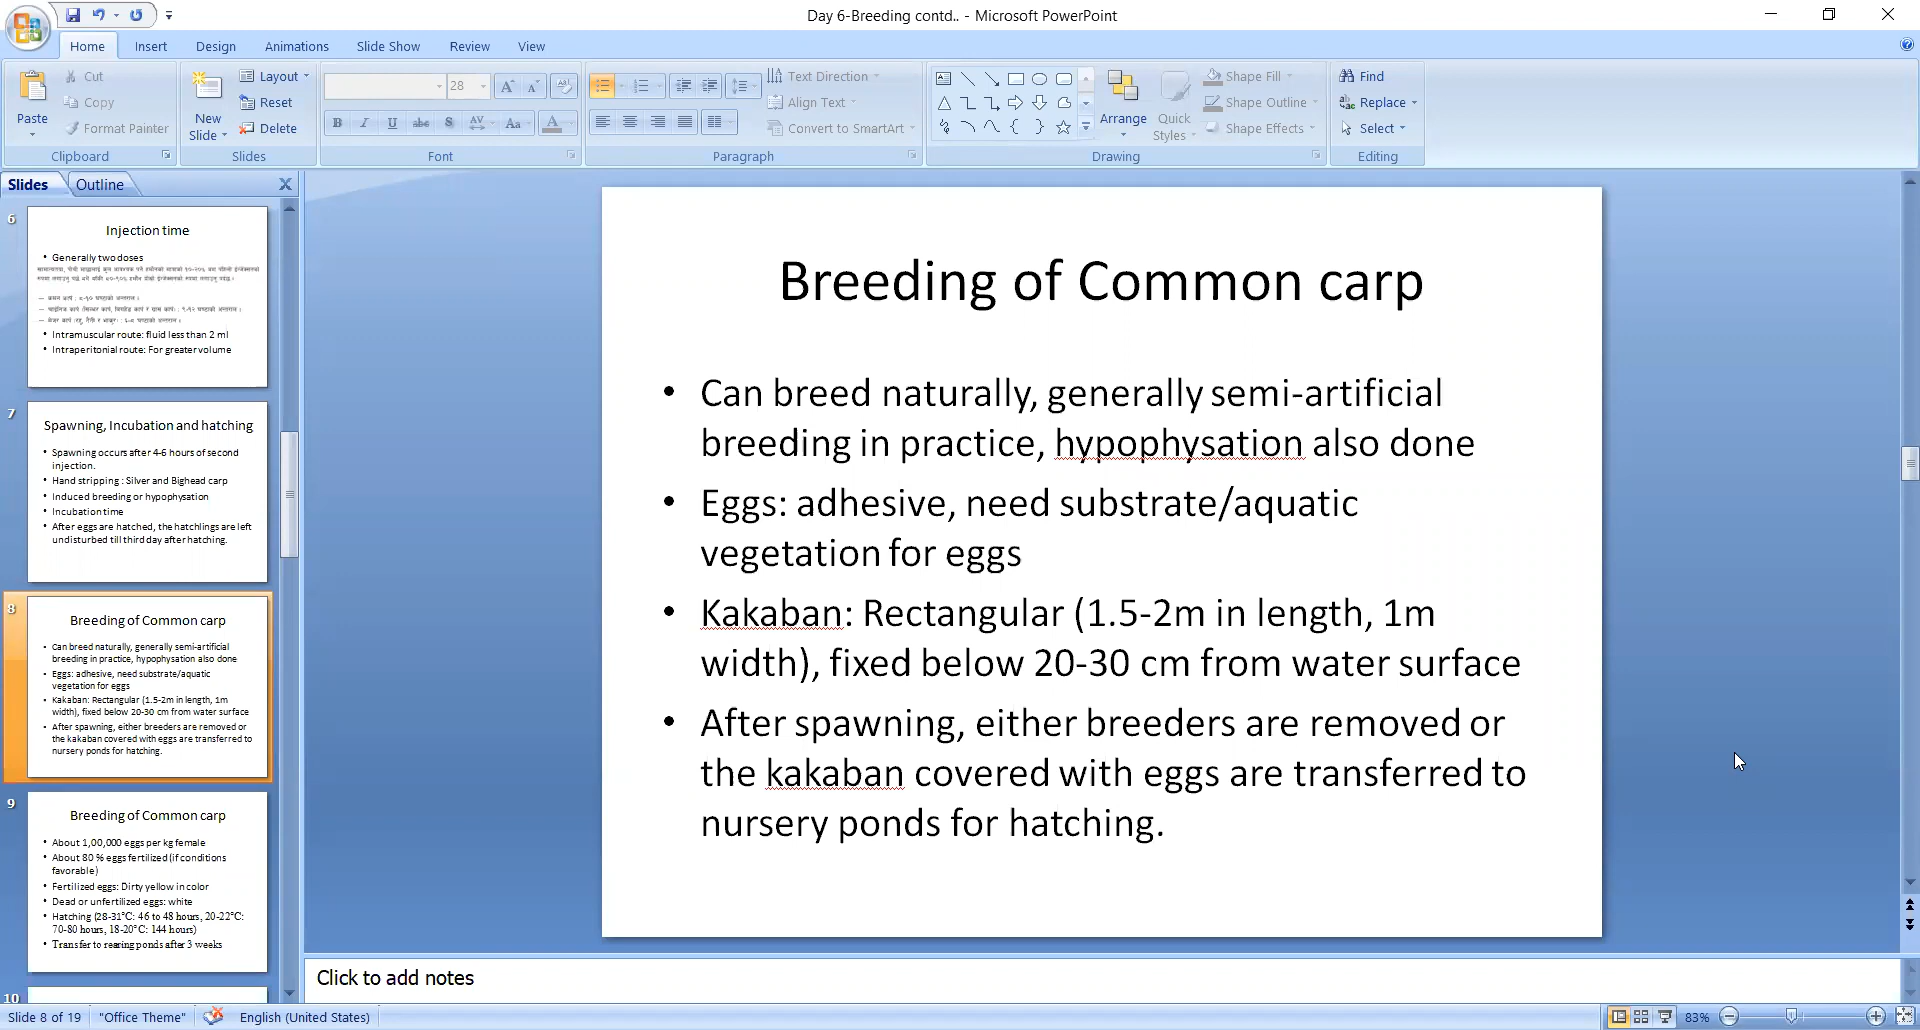 Day 6-Breeding contd.. - Microsoft PowerPoint
Home Insert Design Animations Slide Show Review View
Paste
Cut
Copy
Format Painter
Clipboard
New
Slide
Layout
Reset
Delete
Slides
28
B I U abc S AV Aa A
Font
Text Direction
Align Text
Convert to SmartArt
Paragraph
Arrange
Quick
Styles
Shape Fill
Shape Outline
Shape Effects
Drawing
Find
Replace
Select
Editing
Slides Outline X
6
Injection time
• Generally two doses
• Intramuscular route: fluid less than 2 ml
• Intraperitonial route: For greater volume
7
Spawning, Incubation and hatching
• Spawning occurs after 4-6 hours of second
injection.
• Hand stripping : Silver and Bighead carp
• Induced breeding or hypophysation
• Incubation time
• After eggs are hatched, the hatchlings are left
undisturbed till third day after hatching.
8
Breeding of Common carp
• Can breed naturally, generally semi-artificial
breeding in practice, hypophysation also done
• Eggs: adhesive, need substrate/aquatic
vegetation for eggs
• Kakaban: Rectangular (1.5-2m in length, 1m
width), fixed below 20-30 cm from water surface
• After spawning, either breeders are removed or
the kakaban covered with eggs are transferred to
nursery ponds for hatching.
9
Breeding of Common carp
• About 1,00,000 eggs per kg female
• About 80 % eggs fertilized (if conditions
favorable)
• Fertilized eggs: Dirty yellow in color
• Dead or unfertilized eggs: white
• Hatching (28-31°C: 46 to 48 hours, 20-22°C:
70-80 hours, 18-20°C: 144 hours)
• Transfer to rearing ponds after 3 weeks
10
Breeding of Common carp
• Can breed naturally, generally semi-artificial
breeding in practice, hypophysation also done
• Eggs: adhesive, need substrate/aquatic
vegetation for eggs
• Kakaban: Rectangular (1.5-2m in length, 1m
width), fixed below 20-30 cm from water surface
• After spawning, either breeders are removed or
the kakaban covered with eggs are transferred to
nursery ponds for hatching.
Click to add notes
Slide 8 of 19 "Office Theme" English (United States) 83%